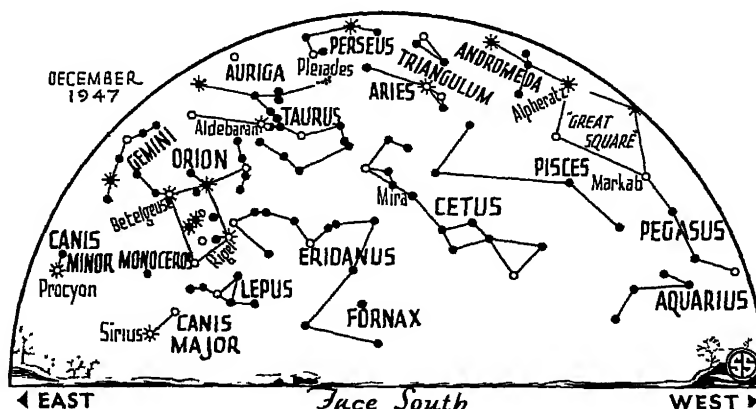 DECEMBER
1947
PERSEUS
Pleiades
AURIGA
TRIANGULUM
ANDROMEDA
ARIES
Alpheratz
TAURUS
Aldebaran
"GREAT
SQUARE"
GEMINI
ORION
PISCES
Markab
Betelgeuse
Mira
CETUS
PEGASUS
CANIS
MINOR
MONOCEROS
Rigel
ERIDANUS
Procyon
LEPUS
AQUARIUS
FORNAX
Sirius
CANIS
MAJOR
EAST
Face South
WEST